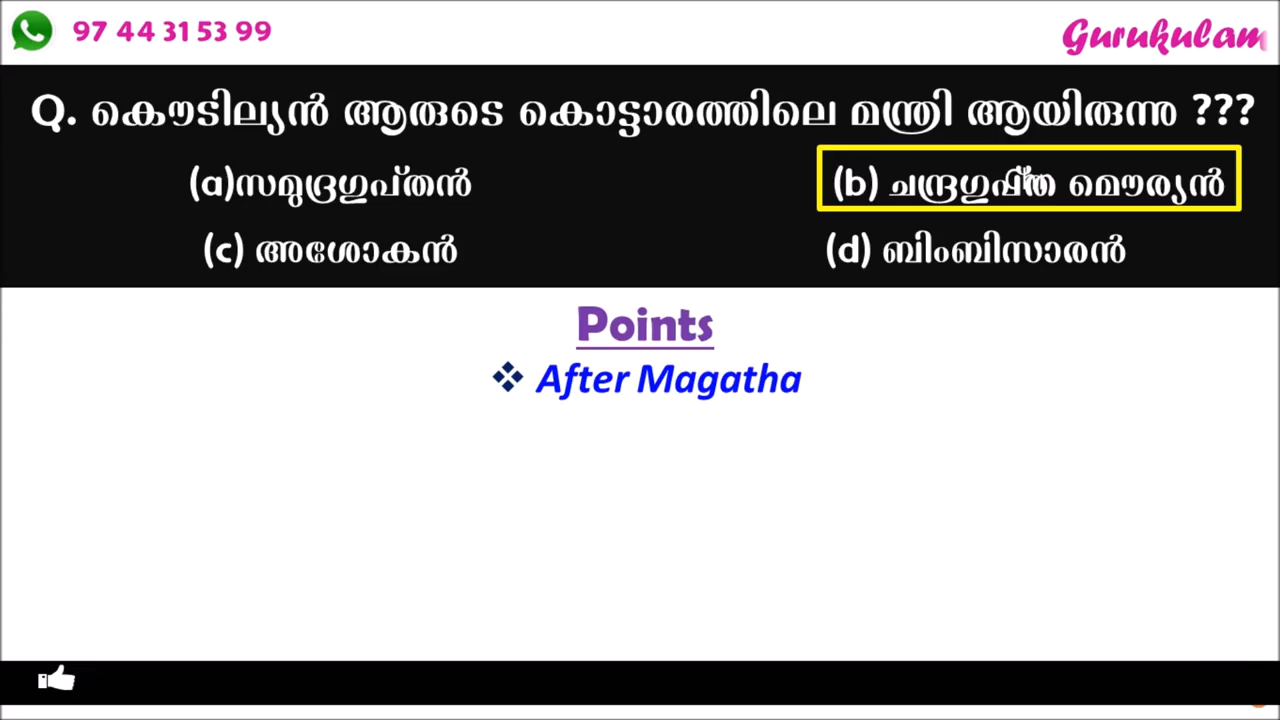 97 44 31 53 99
Gurukulam
Q. കൌടില്യൻ ആരുടെ കൊട്ടാരത്തിലെ മന്ത്രി ആയിരുന്നു ???
(a)സമുദ്രഗുപ്തൻ
(b) ചന്ദ്രഗുപ്ത മൌര്യൻ
(c) അശോകൻ
(d) ബിംബിസാരൻ
Points
❖ After Magatha